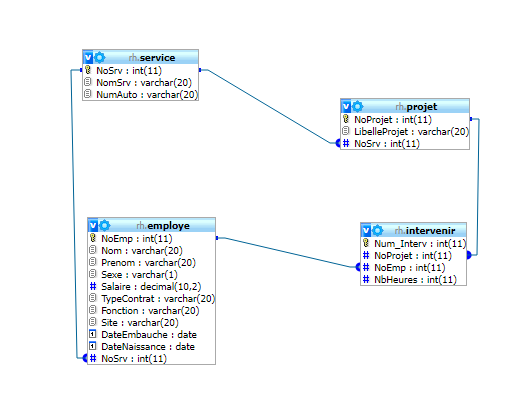 rh.service
NoSrv : int(11)
NomSrv : varchar(20)
NumAuto : varchar(20)
rh.projet
NoProjet : int(11)
LibelleProjet : varchar(20)
# NoSrv : int(11)
rh.employe
NoEmp : int(11)
Nom : varchar(20)
Prenom : varchar(20)
Sexe : varchar(1)
# Salaire : decimal(10,2)
TypeContrat : varchar(20)
Fonction : varchar(20)
Site : varchar(20)
DateEmbauche : date
DateNaissance : date
# NoSrv : int(11)
rh.intervenir
Num_Interv : int(11)
# NoProjet : int(11)
# NoEmp : int(11)
# NbHeures : int(11)